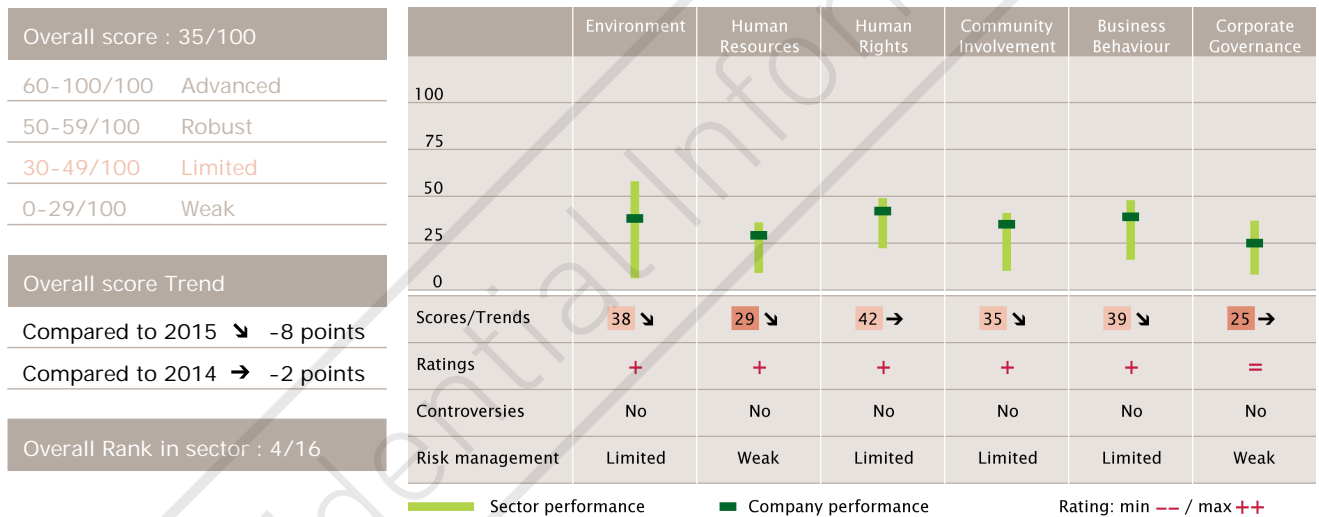 Overall score : 35/100
60-100/100 Advanced
50-59/100 Robust
30-49/100 Limited
0-29/100 Weak
Overall score Trend
Compared to 2015 ↘ -8 points
Compared to 2014 → -2 points
Overall Rank in sector : 4/16
Environment
Human
Resources
Human
Rights
Community
Involvement
Business
Behaviour
Corporate
Governance
100
75
50
25
0
Scores/Trends 38 ↘ 29 ↘ 42 → 35 ↘ 39 ↘ 25 →
Ratings + + + + + =
Controversies No No No No No No
Risk management Limited Weak Limited Limited Limited Weak
Sector performance Company performance Rating: min -- / max ++
dential Infor